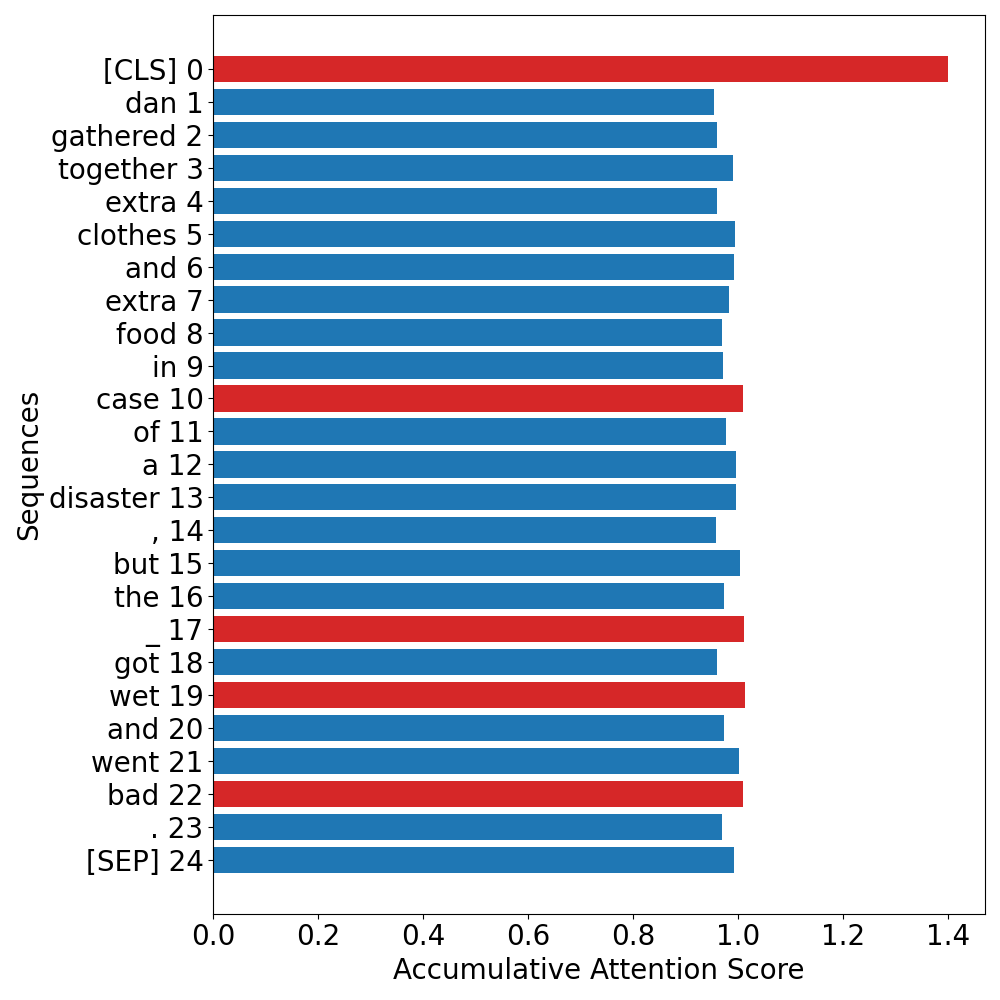 [CLS] 0
dan 1
gathered 2
together 3
extra 4
clothes 5
and 6
extra 7
food 8
in 9
case 10
of 11
a 12
disaster 13
, 14
but 15
the 16
_ 17
got 18
wet 19
and 20
went 21
bad 22
. 23
[SEP] 24
Sequences
0.0 0.2 0.4 0.6 0.8 1.0 1.2 1.4
Accumulative Attention Score